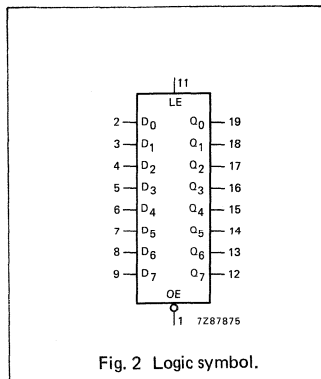 11
LE
2 D0 Q0 19
3 D1 Q1 18
4 D2 Q2 17
5 D3 Q3 16
6 D4 Q4 15
7 D5 Q5 14
8 D6 Q6 13
9 D7 Q7 12
OE
1 7Z87875
Fig. 2 Logic symbol.